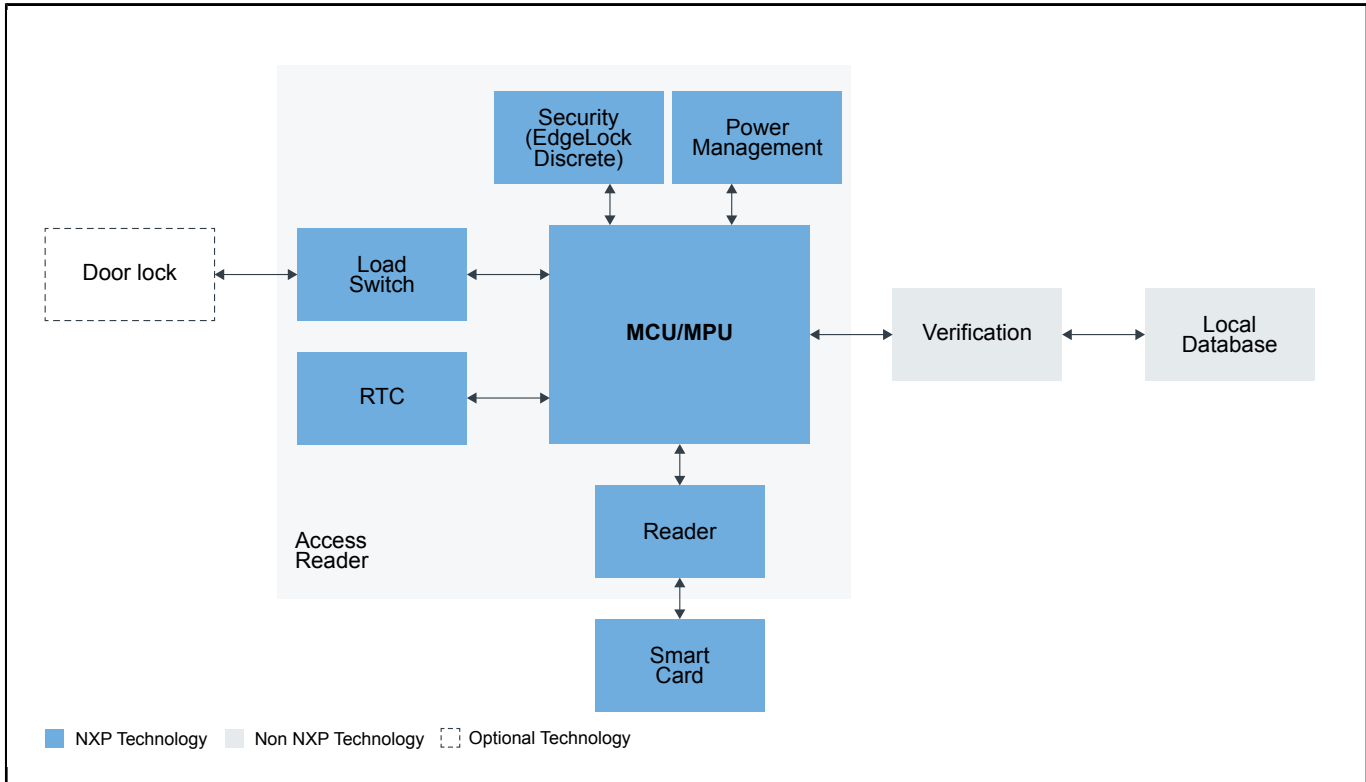 Security
(EdgeLock
Discrete)
Power
Management
Door lock
Load
Switch
MCU/MPU
Verification
Local
Database
RTC
Reader
Access
Reader
Smart
Card
NXP Technology
Non NXP Technology
Optional Technology